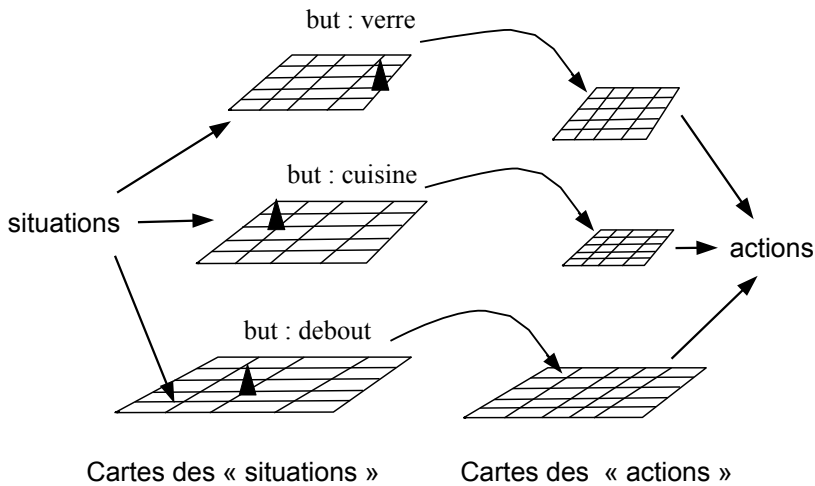 but : verre
but : cuisine
situations
actions
but : debout
Cartes des « situations »
Cartes des « actions »